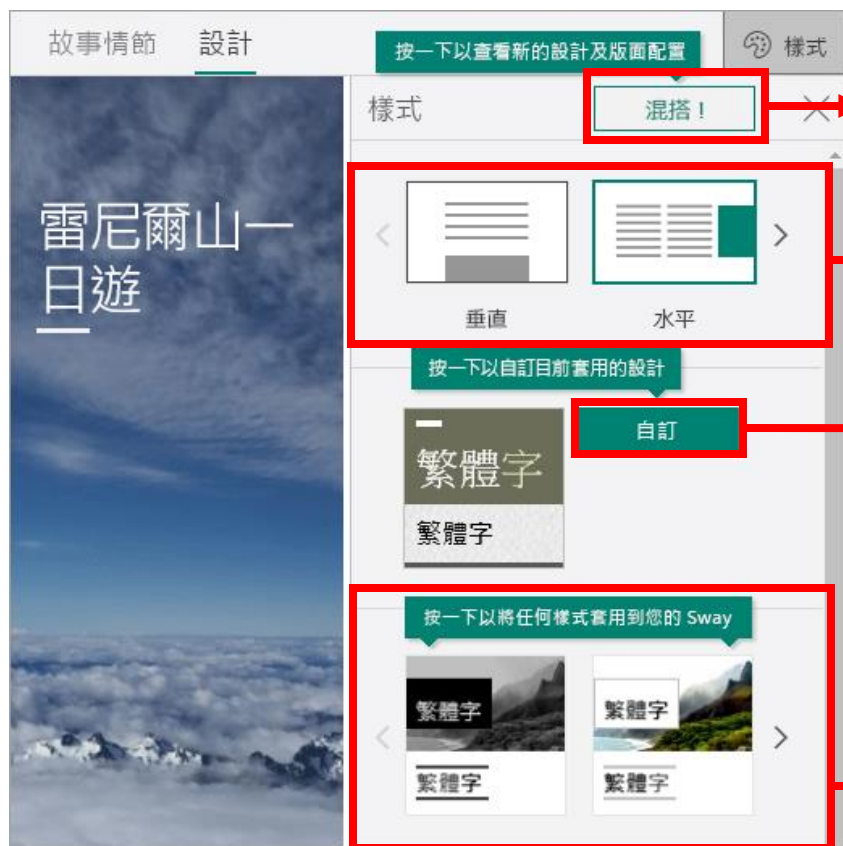 故事情節 設計
按一下以查看新的設計及版面配置
樣式
樣式
混搭！
雷尼爾山一
日遊
垂直
水平
按一下以自訂目前套用的設計
自訂
繁體字
繁體字
按一下以將任何樣式套用到您的 Sway
繁體字
繁體字
繁體字
繁體字